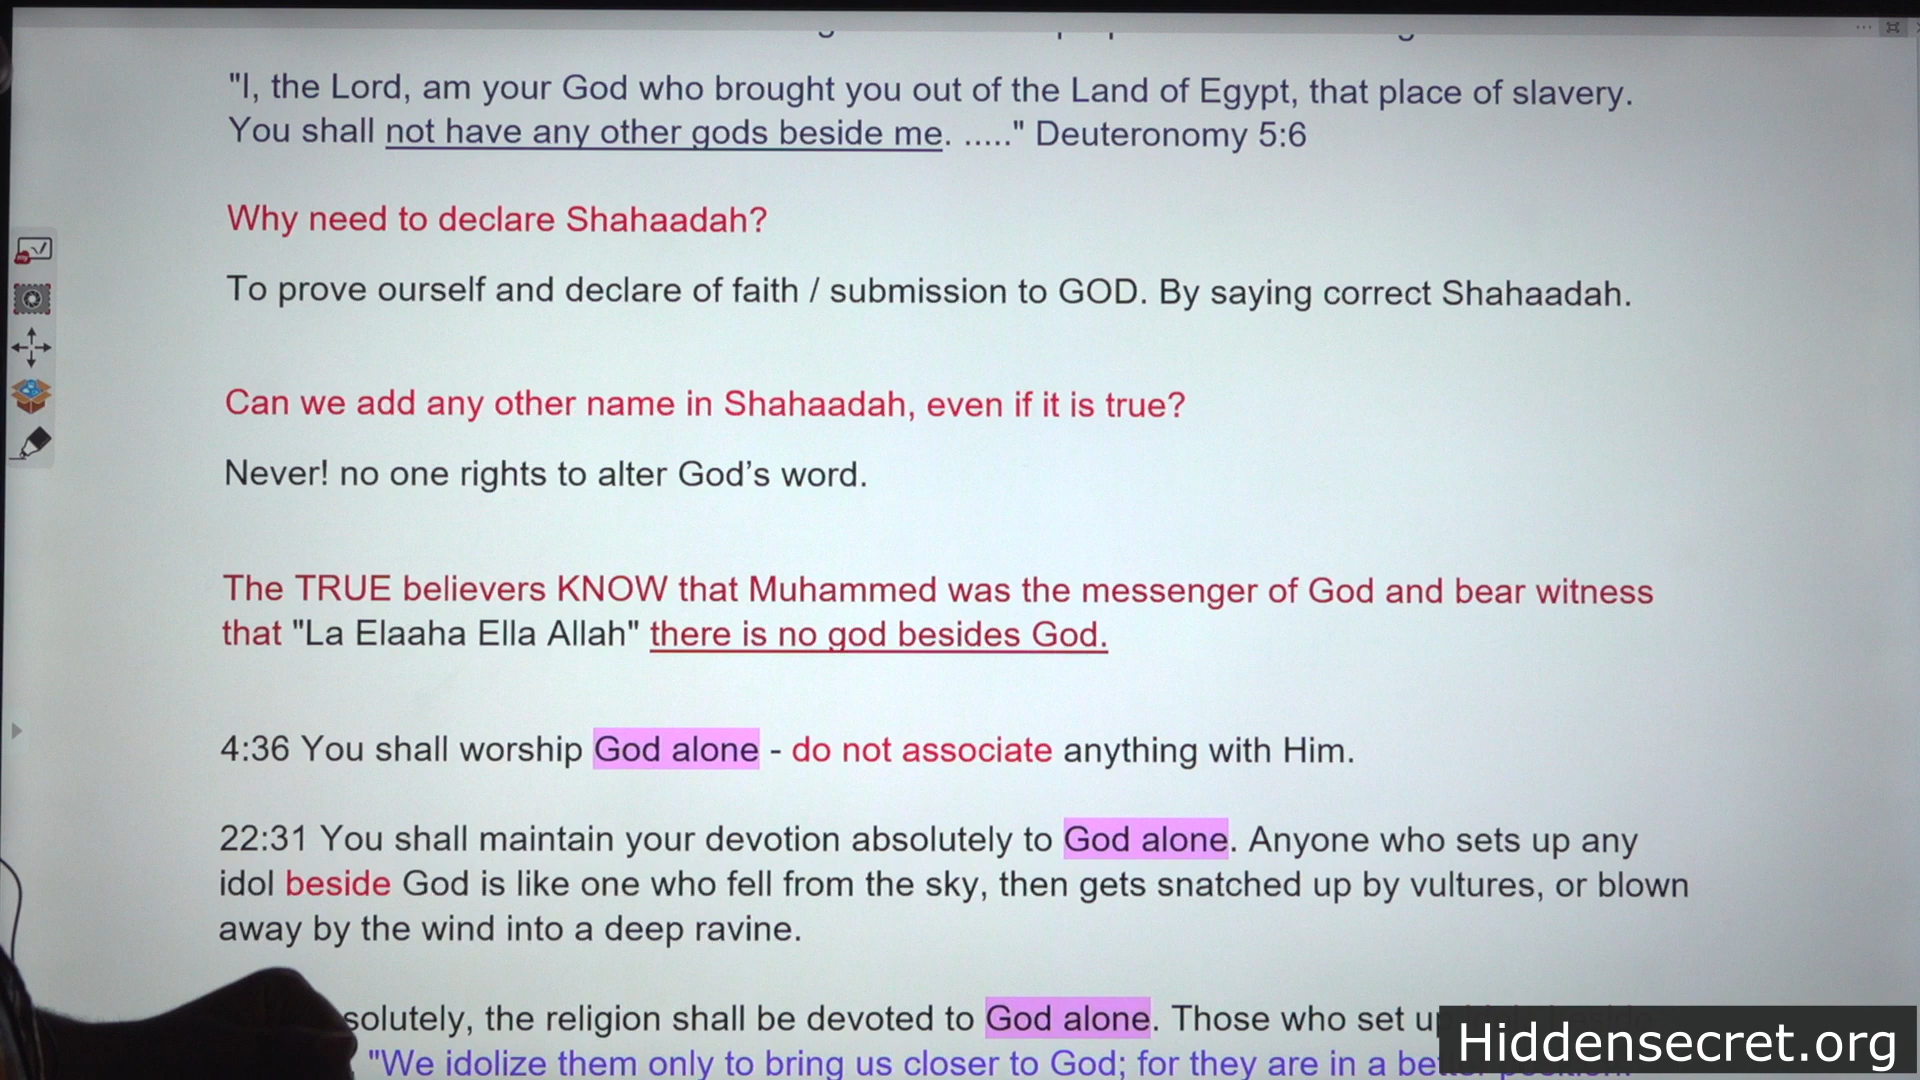 "I, the Lord, am your God who brought you out of the Land of Egypt, that place of slavery.
You shall not have any other gods beside me. ....." Deuteronomy 5:6
Why need to declare Shahaadah?
To prove ourself and declare of faith / submission to GOD. By saying correct Shahaadah.
Can we add any other name in Shahaadah, even if it is true?
Never! no one rights to alter God’s word.
The TRUE believers KNOW that Muhammed was the messenger of God and bear witness
that "La Elaaha Ella Allah" there is no god besides God.
4:36 You shall worship God alone - do not associate anything with Him.
22:31 You shall maintain your devotion absolutely to God alone. Anyone who sets up any
idol beside God is like one who fell from the sky, then gets snatched up by vultures, or blown
away by the wind into a deep ravine.
solutely, the religion shall be devoted to God alone. Those who set up
"We idolize them only to bring us closer to God; for they are in a
Hiddensecret.org